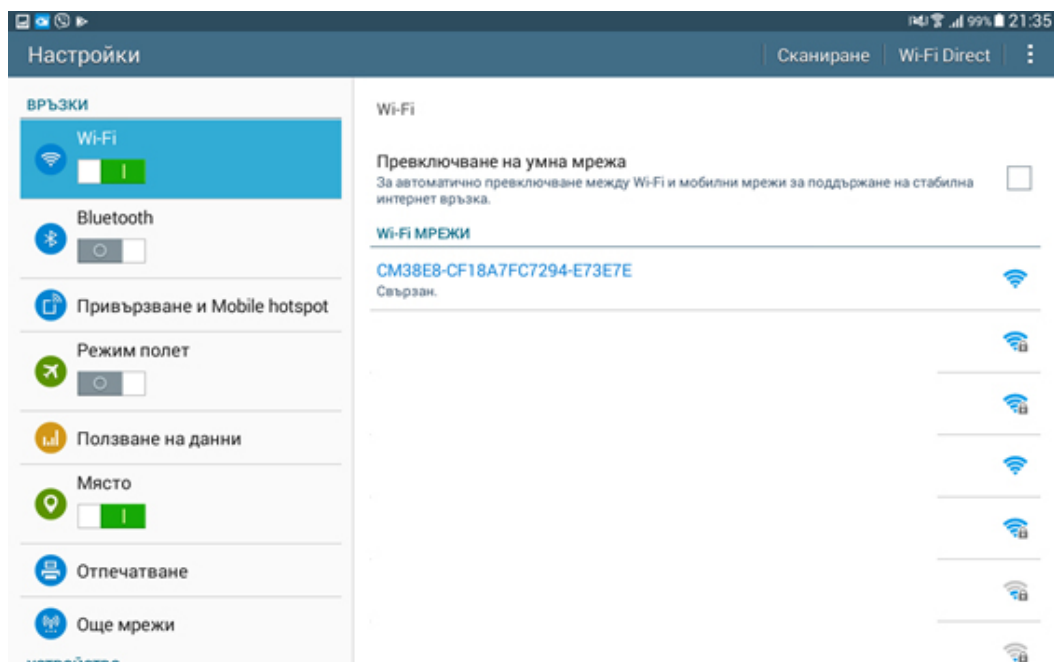 99% 21:35
Настройки
Сканиране
Wi-Fi Direct
ВРЪЗКИ
Wi-Fi
Bluetooth
Привързване и Mobile hotspot
Режим полет
Ползване на данни
Място
Отпечатване
Още мрежи
УСТРОЙСТВО
Wi-Fi
Превключване на умна мрежа
За автоматично превключване между Wi-Fi и мобилни мрежи за поддържане на стабилна
интернет връзка.
Wi-Fi МРЕЖИ
CM38E8-CF18A7FC7294-E73E7E
Свързан.